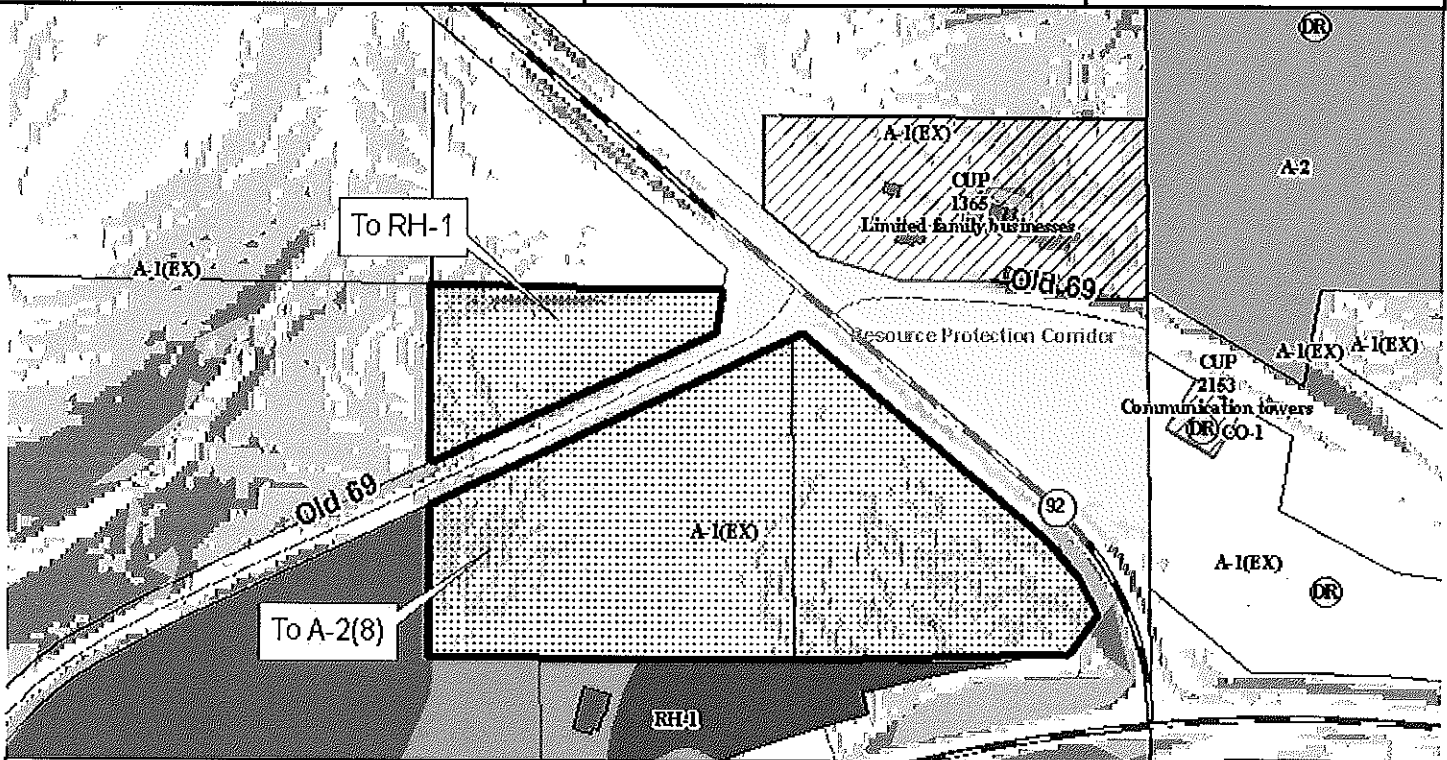 DR
A-1(EX)
A-2
CUP
1365
Limited family businesses
To RH-1
A-1(EX)
Old 69
Resource Protection Corridor
A-1(EX)
A-1(EX)
CUP
2153
Communication towers
DR
CO-1
Old 69
92
A-1(EX)
A-1(EX)
DR
To A-2(8)
RH-1